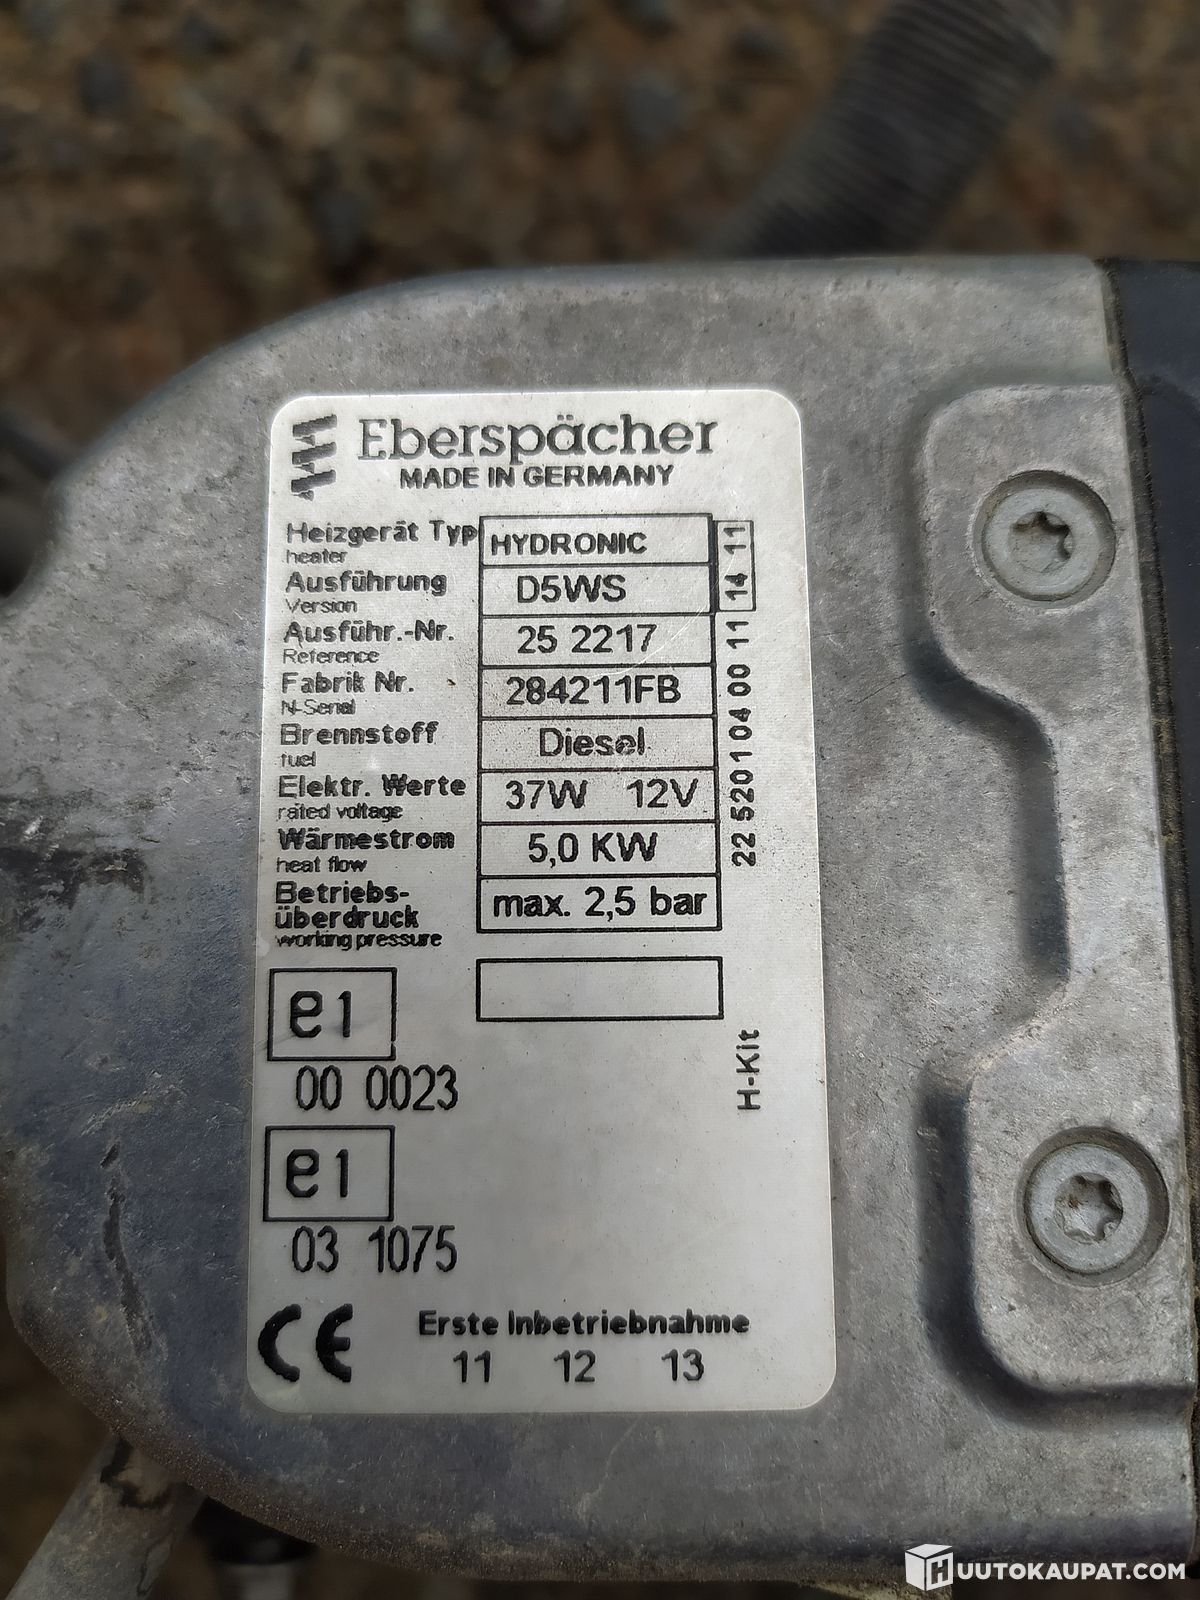 Eberspächer
MADE IN GERMANY
Heizgerät Typ HYDRONIC
heater
Ausführung D5WS
Version
Ausführ.-Nr. 25 2217
Reference
Fabrik Nr. 284211FB
N-Serial
Brennstoff Diesel
fuel
Elektr. Werte 37W 12V
rated voltage
Wärmestrom 5,0 KW
heat flow
Betriebs-
überdruck max. 2,5 bar
working pressure
22 5201 04 00 11 14 11
e1
00 0023
H-Kit
e1
03 1075
CE
Erste Inbetriebnahme
11 12 13
HUUTOKAUPAT.COM